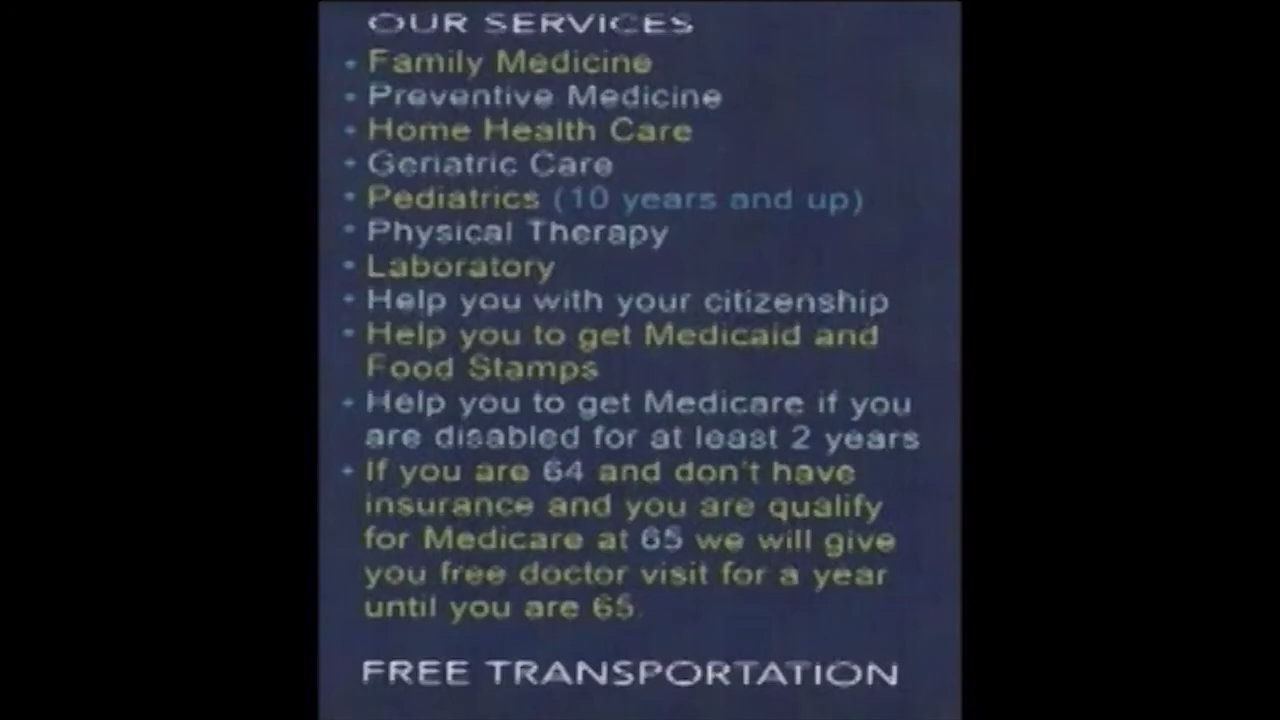 OUR SERVICES
• Family Medicine
• Preventive Medicine
• Home Health Care
• Geriatric Care
• Pediatrics (10 years and up)
• Physical Therapy
• Laboratory
• Help you with your citizenship
• Help you to get Medicaid and
Food Stamps
• Help you to get Medicare if you
are disabled for at least 2 years
• If you are 64 and don't have
insurance and you are qualify
for Medicare at 65 we will give
you free doctor visit for a year
until you are 65.
FREE TRANSPORTATION